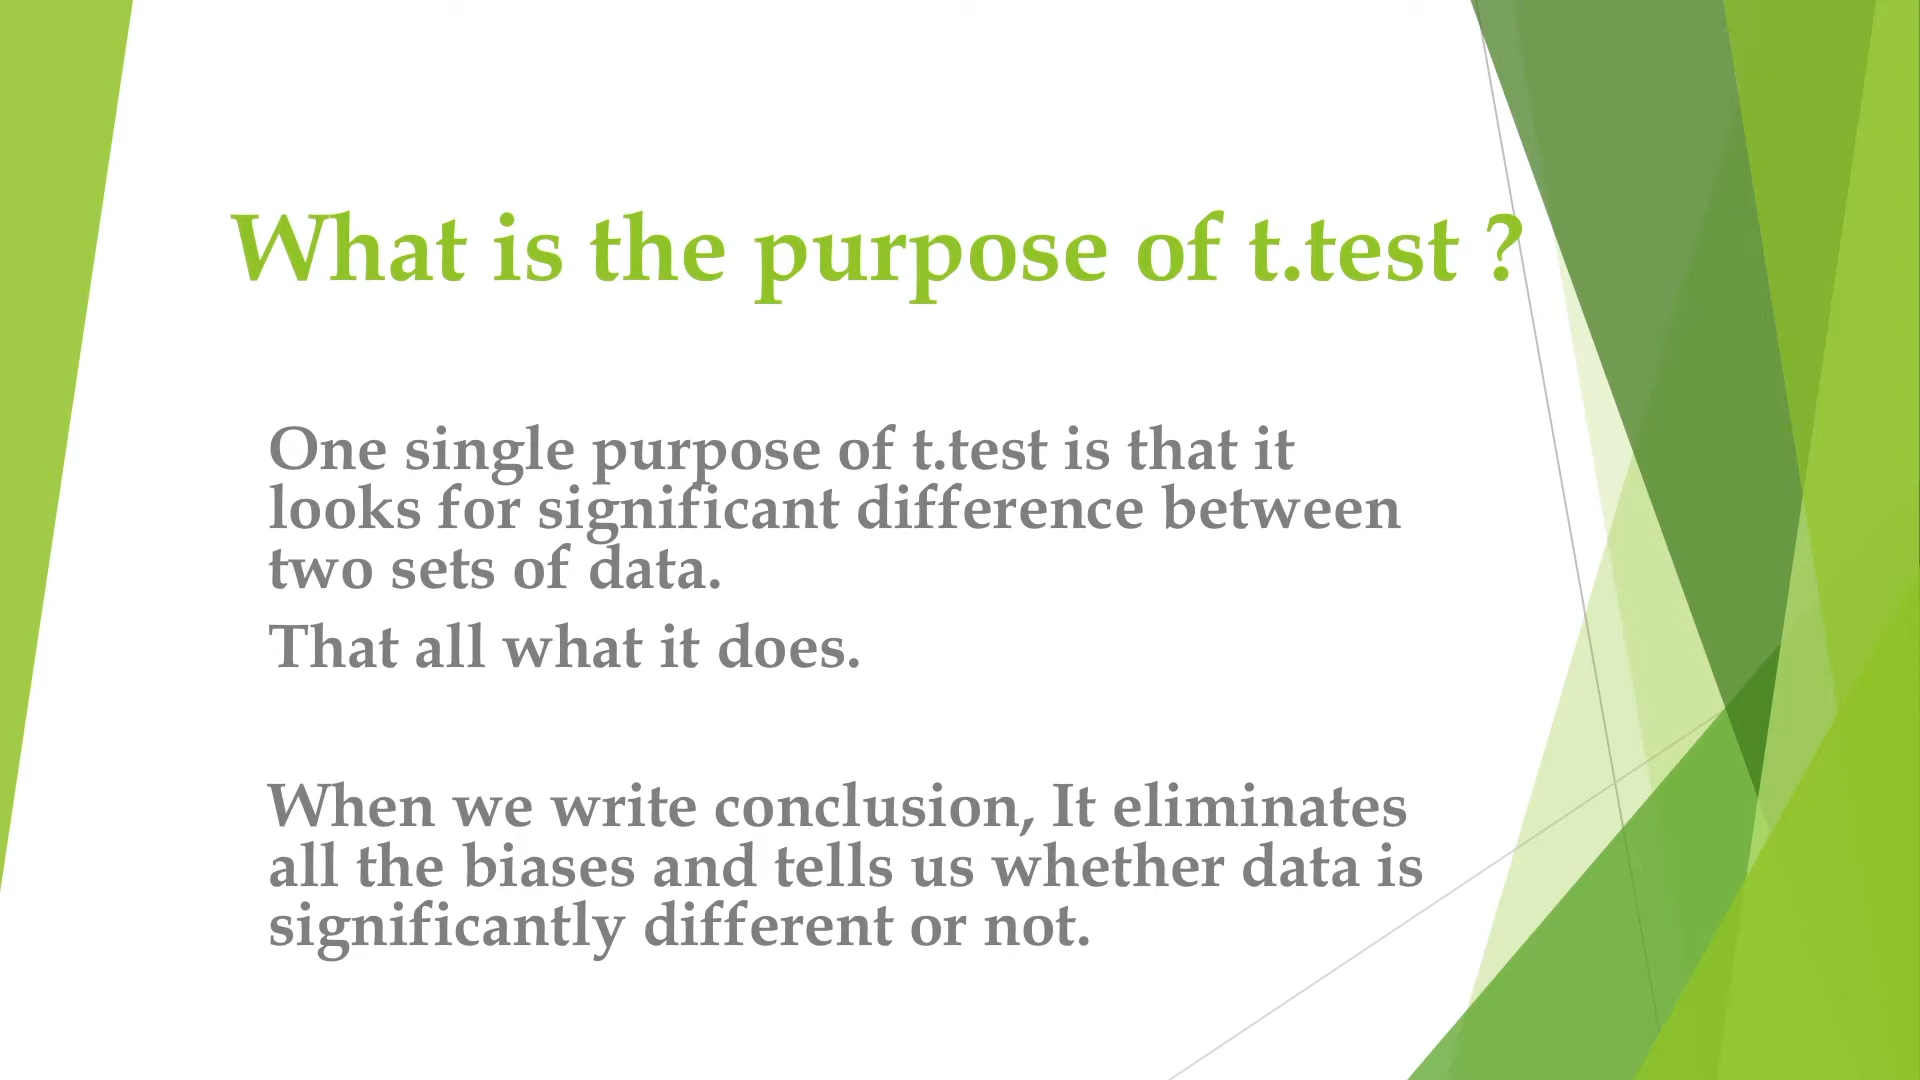 What is the purpose of t.test ?
One single purpose of t.test is that it
looks for significant difference between
two sets of data.
That all what it does.
When we write conclusion, It eliminates
all the biases and tells us whether data is
significantly different or not.